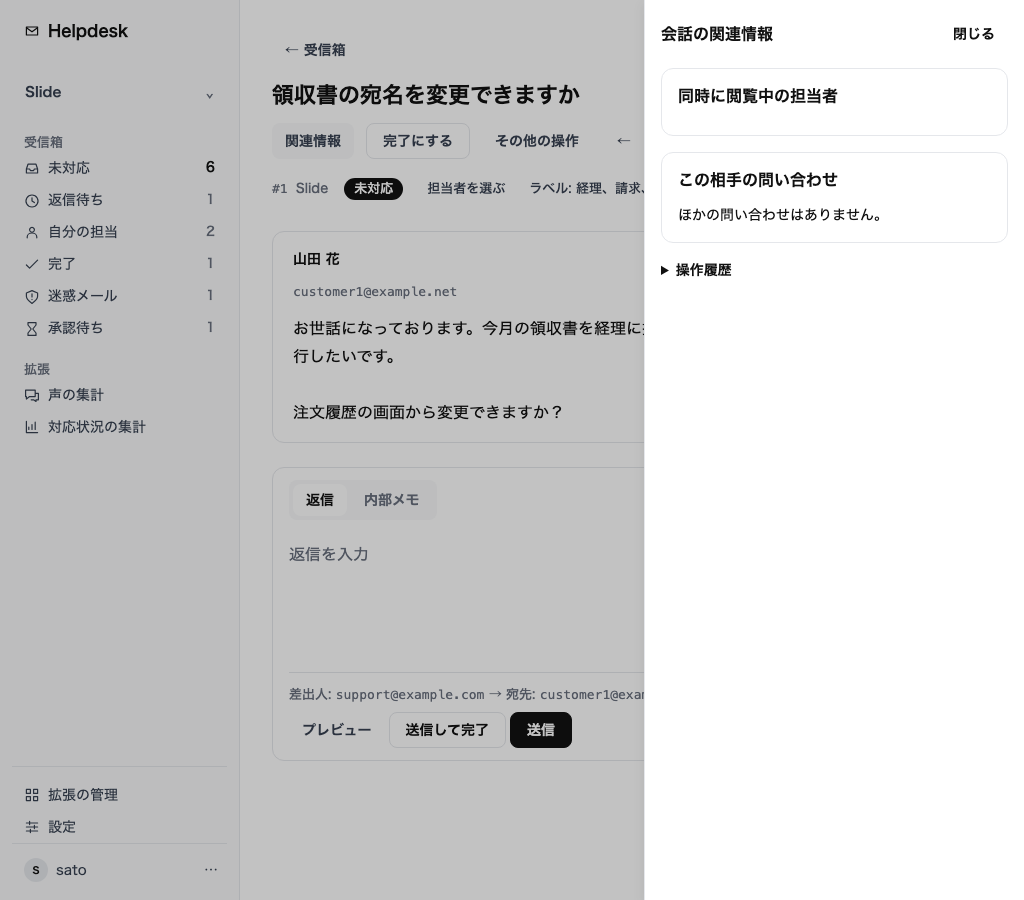 Helpdesk
Slide
受信箱
未対応 6
返信待ち 1
自分の担当 2
完了 1
迷惑メール 1
承認待ち 1
拡張
声の集計
対応状況の集計
拡張の管理
設定
S sato ...
← 受信箱
領収書の宛名を変更できますか
関連情報 完了にする その他の操作 ←
#1 Slide 未対応 担当者を選ぶ ラベル: 経理、請求、
山田 花
customer1@example.net
お世話になっております。今月の領収書を経理に
行したいです。
注文履歴の画面から変更できますか？
返信 内部メモ
返信を入力
差出人: support@example.com → 宛先: customer1@exam
プレビュー 送信して完了 送信
会話の関連情報 閉じる
同時に閲覧中の担当者
この相手の問い合わせ
ほかの問い合わせはありません。
▶ 操作履歴